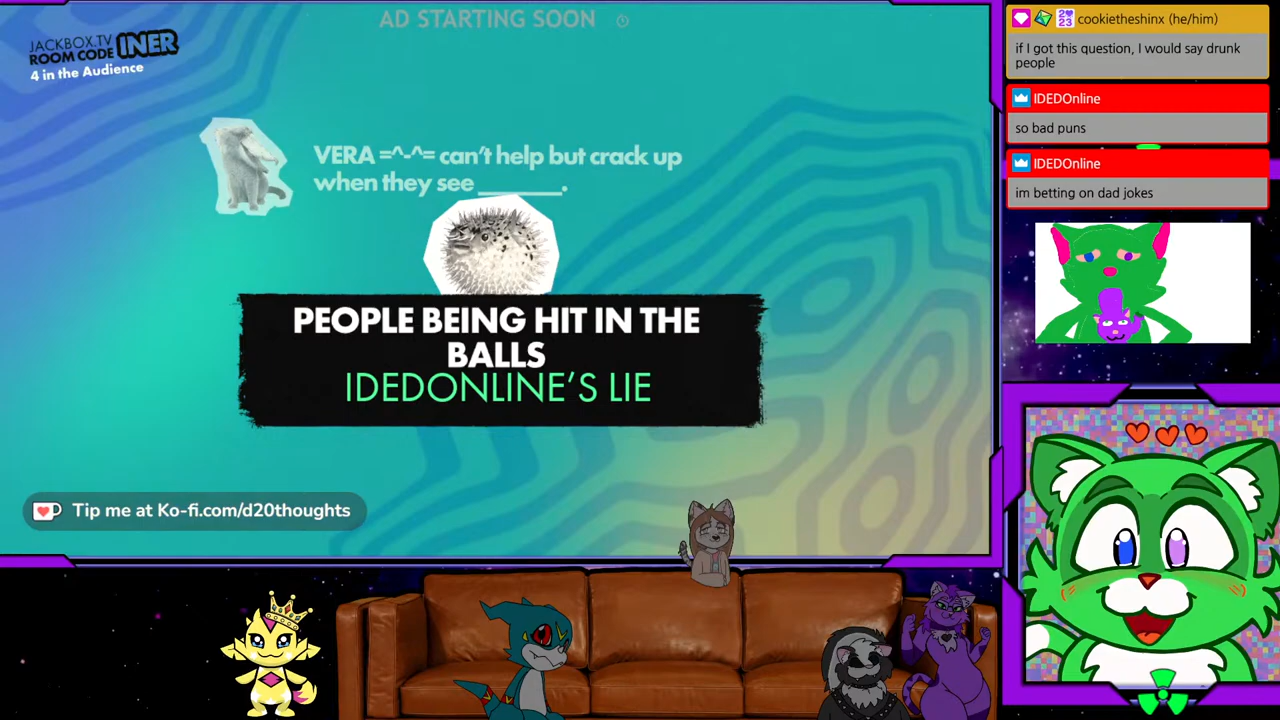 AD STARTING SOON
JACKBOX.TV
ROOM CODE INER
4 in the Audience
VERA =^-^= can't help but crack up
when they see _______.
PEOPLE BEING HIT IN THE
BALLS
IDEDONLINE'S LIE
Tip me at Ko-fi.com/d20thoughts
2023 cookietheshinx (he/him)
if I got this question, I would say drunk
people
IDEDOnline
so bad puns
IDEDOnline
im betting on dad jokes